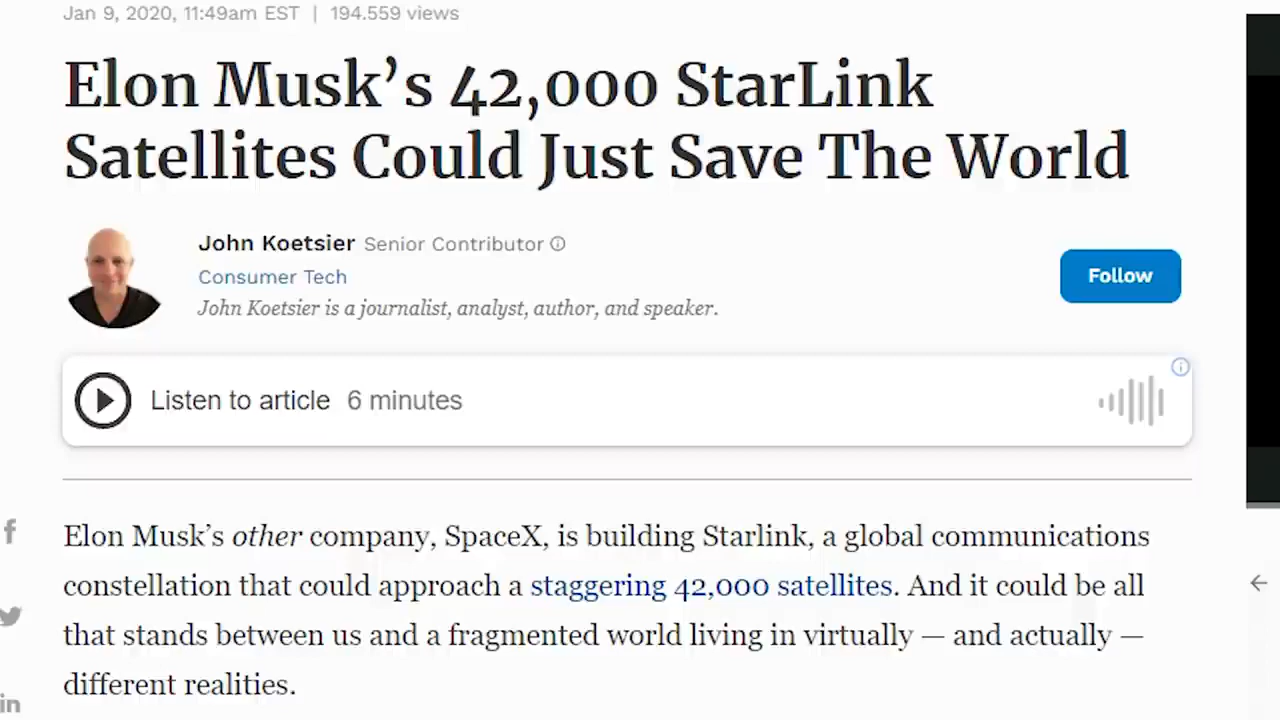 Jan 9, 2020, 11:49am EST | 194.559 views
Elon Musk’s 42,000 StarLink
Satellites Could Just Save The World
John Koetsier Senior Contributor
Consumer Tech
John Koetsier is a journalist, analyst, author, and speaker.
Follow
Listen to article 6 minutes
Elon Musk’s other company, SpaceX, is building Starlink, a global communications
constellation that could approach a staggering 42,000 satellites. And it could be all
that stands between us and a fragmented world living in virtually — and actually —
different realities.